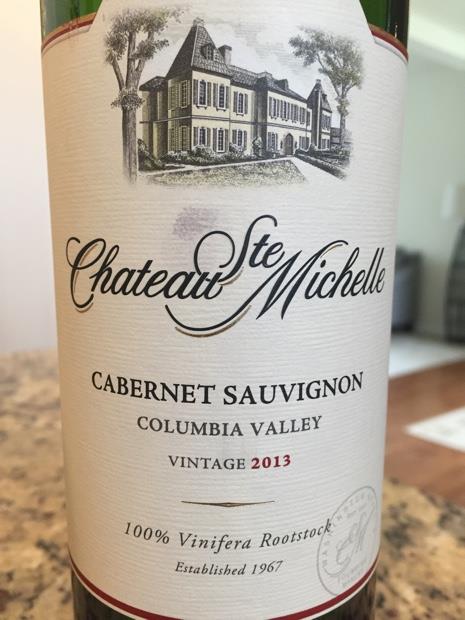 Chateau Ste Michelle
CABERNET SAUVIGNON
COLUMBIA VALLEY
VINTAGE 2013
100% Vinifera Rootstock
Established 1967